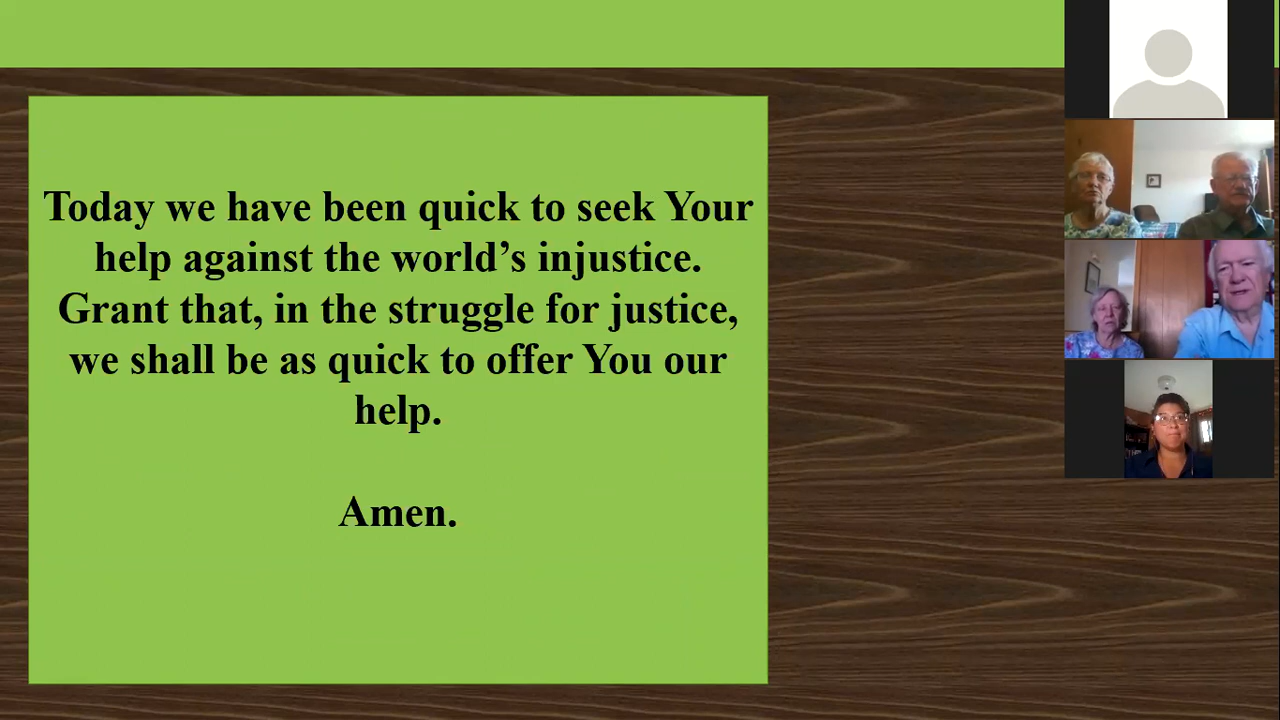 Today we have been quick to seek Your
help against the world’s injustice.
Grant that, in the struggle for justice,
we shall be as quick to offer You our
help.
Amen.